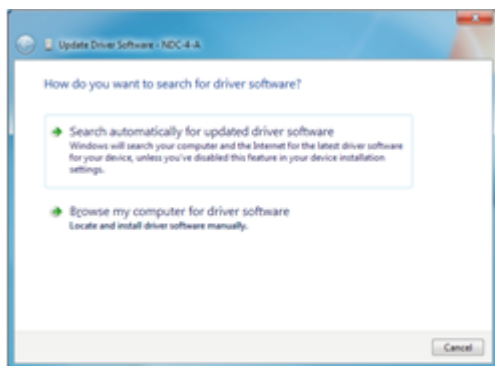 Update Driver Software - NDC-4-A
How do you want to search for driver software?
Search automatically for updated driver software
Windows will search your computer and the Internet for the latest driver software
for your device, unless you've disabled this feature in your device installation
settings.
Browse my computer for driver software
Locate and install driver software manually.
Cancel